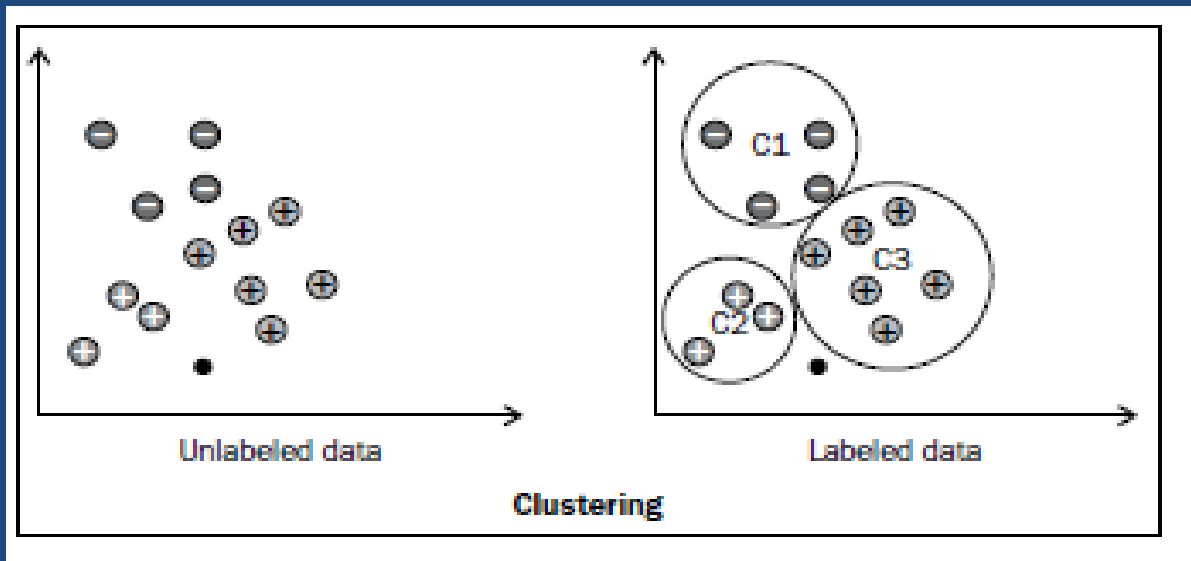 C1
C3
C2
Unlabeled data
Labeled data
Clustering